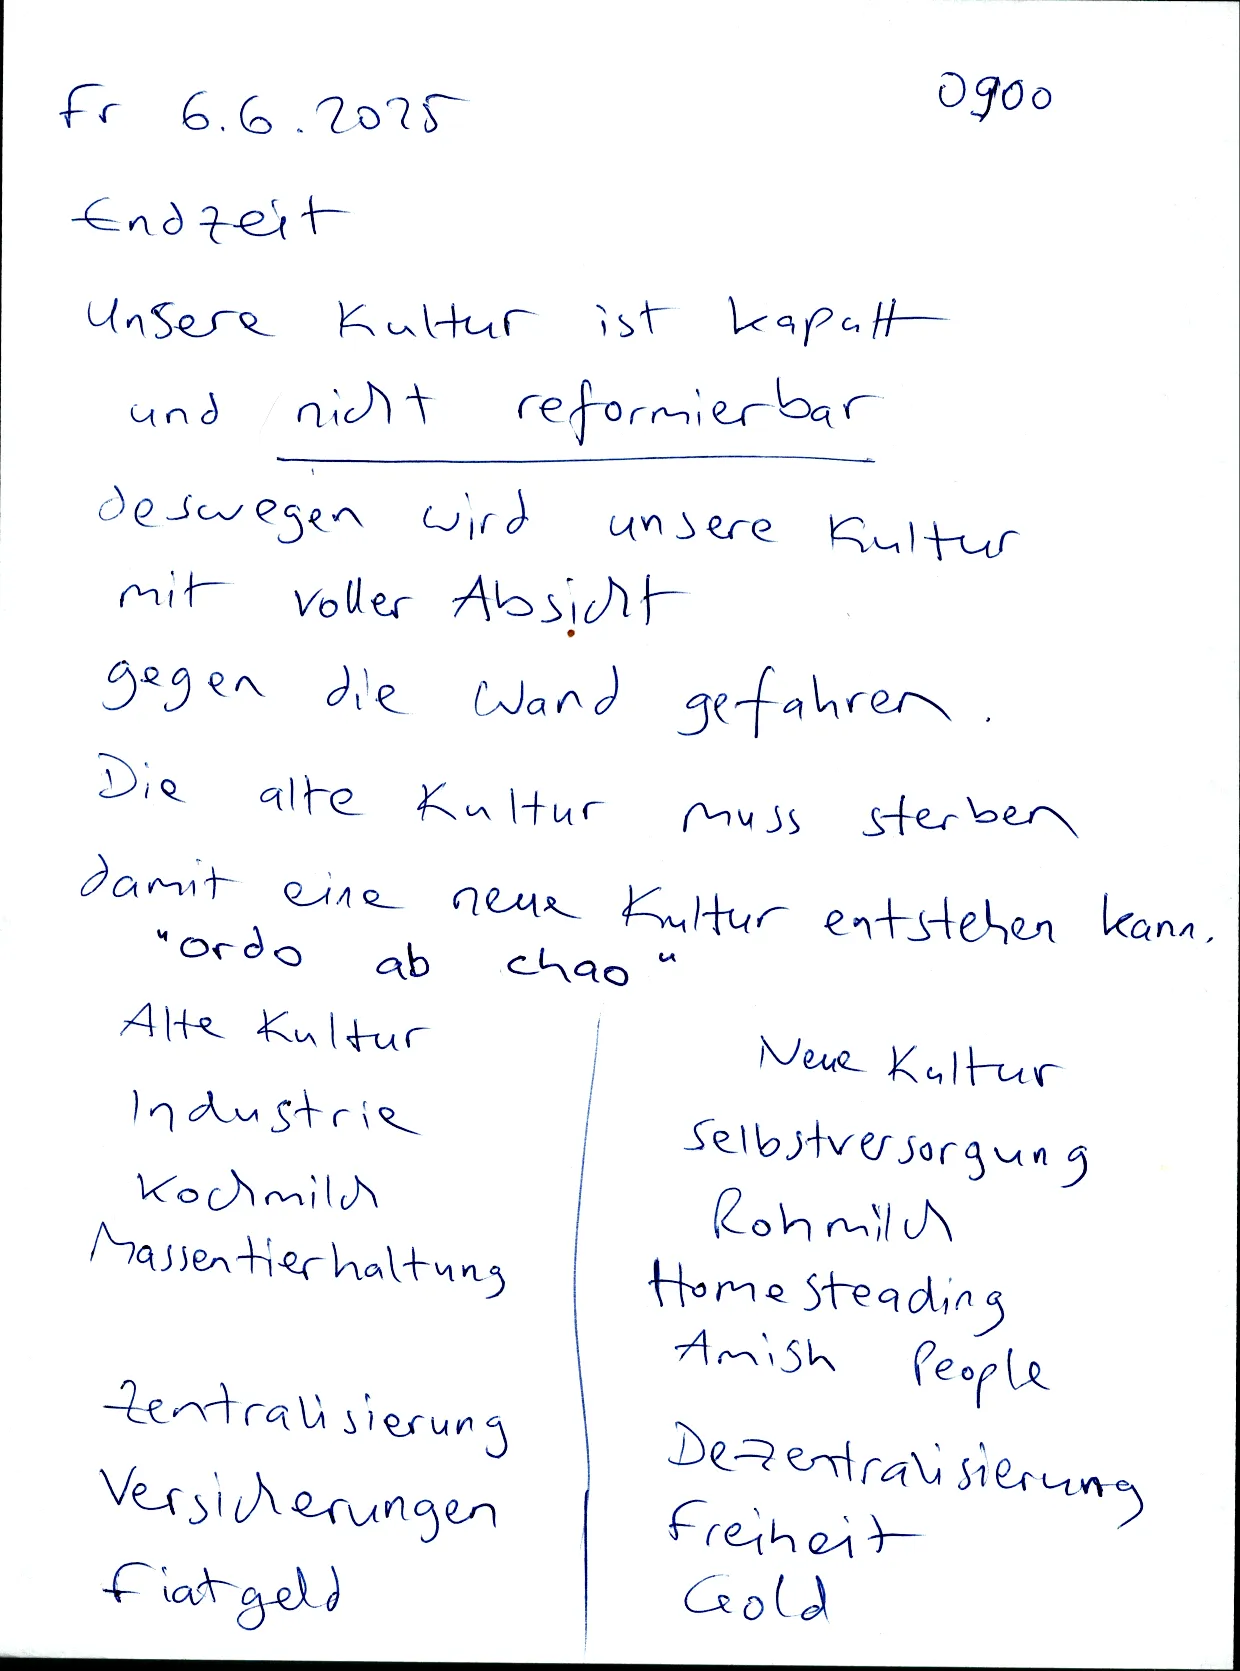 Fr 6.6.2025 0900
Endzeit
Unsere Kultur ist kaputt
und nicht reformierbar
deswegen wird unsere Kultur
mit voller Absicht
gegen die Wand gefahren.
Die alte Kultur muss sterben
damit eine neue Kultur entstehen kann.
"ordo ab chao"
Alte Kultur
Industrie
Kochmilch
Massentierhaltung
Zentralisierung
Versicherungen
Fiatgeld
Neue Kultur
Selbstversorgung
Rohmilch
Homesteading
Amish People
Dezentralisierung
Freiheit
Gold